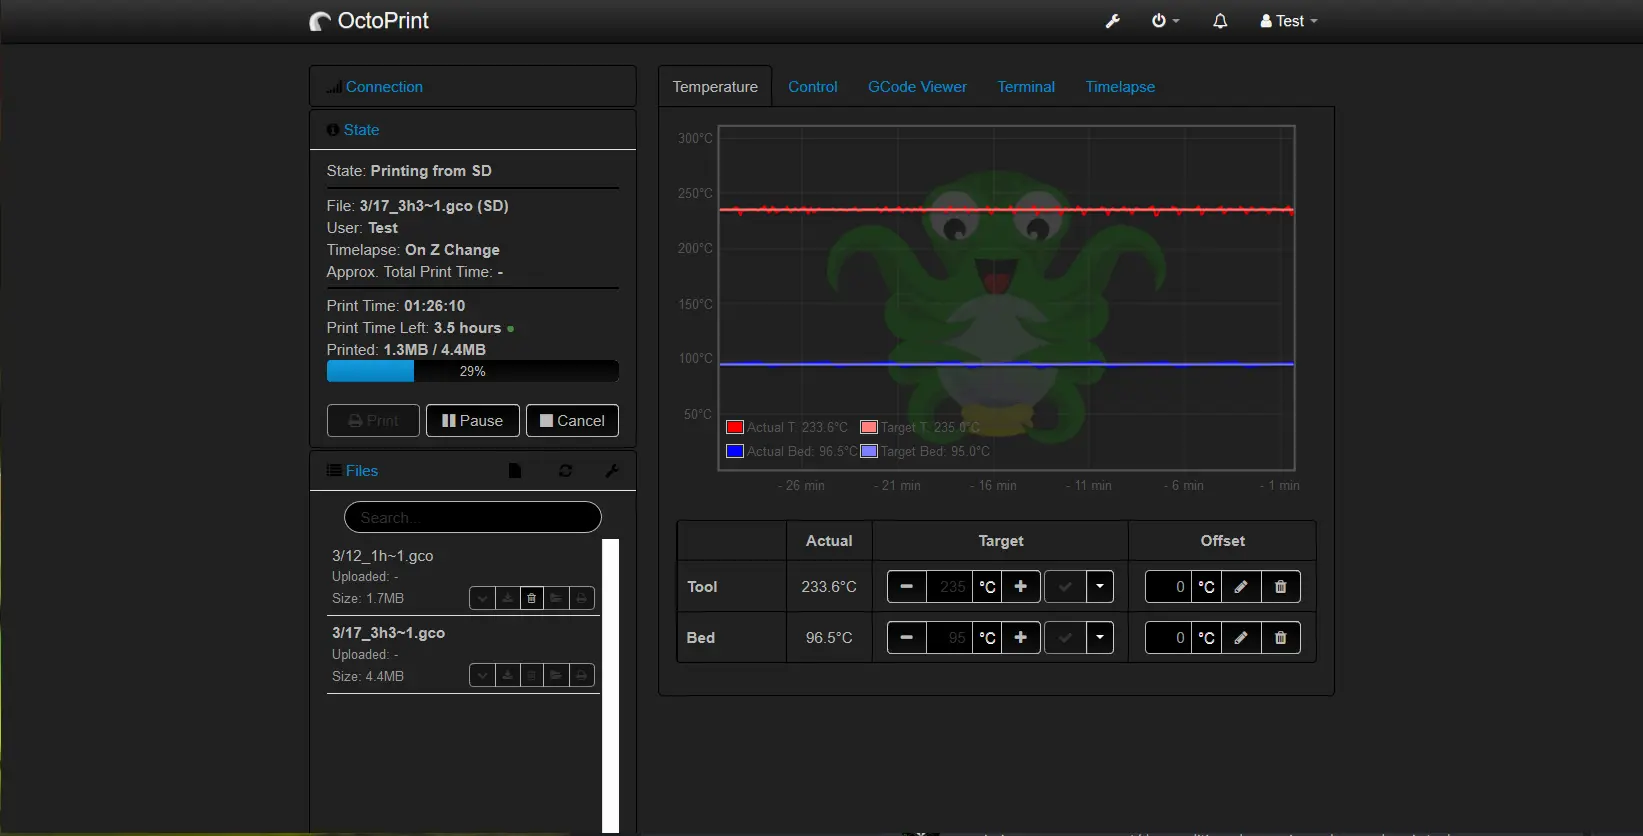 OctoPrint
Test
Connection
State
State: Printing from SD
File: 3/17_3h3~1.gco (SD)
User: Test
Timelapse: On Z Change
Approx. Total Print Time: -
Print Time: 01:26:10
Print Time Left: 3.5 hours
Printed: 1.3MB / 4.4MB
29%
Print Pause Cancel
Files
Search...
3/12_1h~1.gco
Uploaded: -
Size: 1.7MB
3/17_3h3~1.gco
Uploaded: -
Size: 4.4MB
Temperature Control GCode Viewer Terminal Timelapse
300°C
250°C
200°C
150°C
100°C
50°C
Actual T: 233.6°C Target T: 235.0°C
Actual Bed: 96.5°C Target Bed: 95.0°C
- 26 min - 21 min - 16 min - 11 min - 6 min - 1 min
Actual Target Offset
Tool 233.6°C 235 °C 0 °C
Bed 96.5°C 95 °C 0 °C